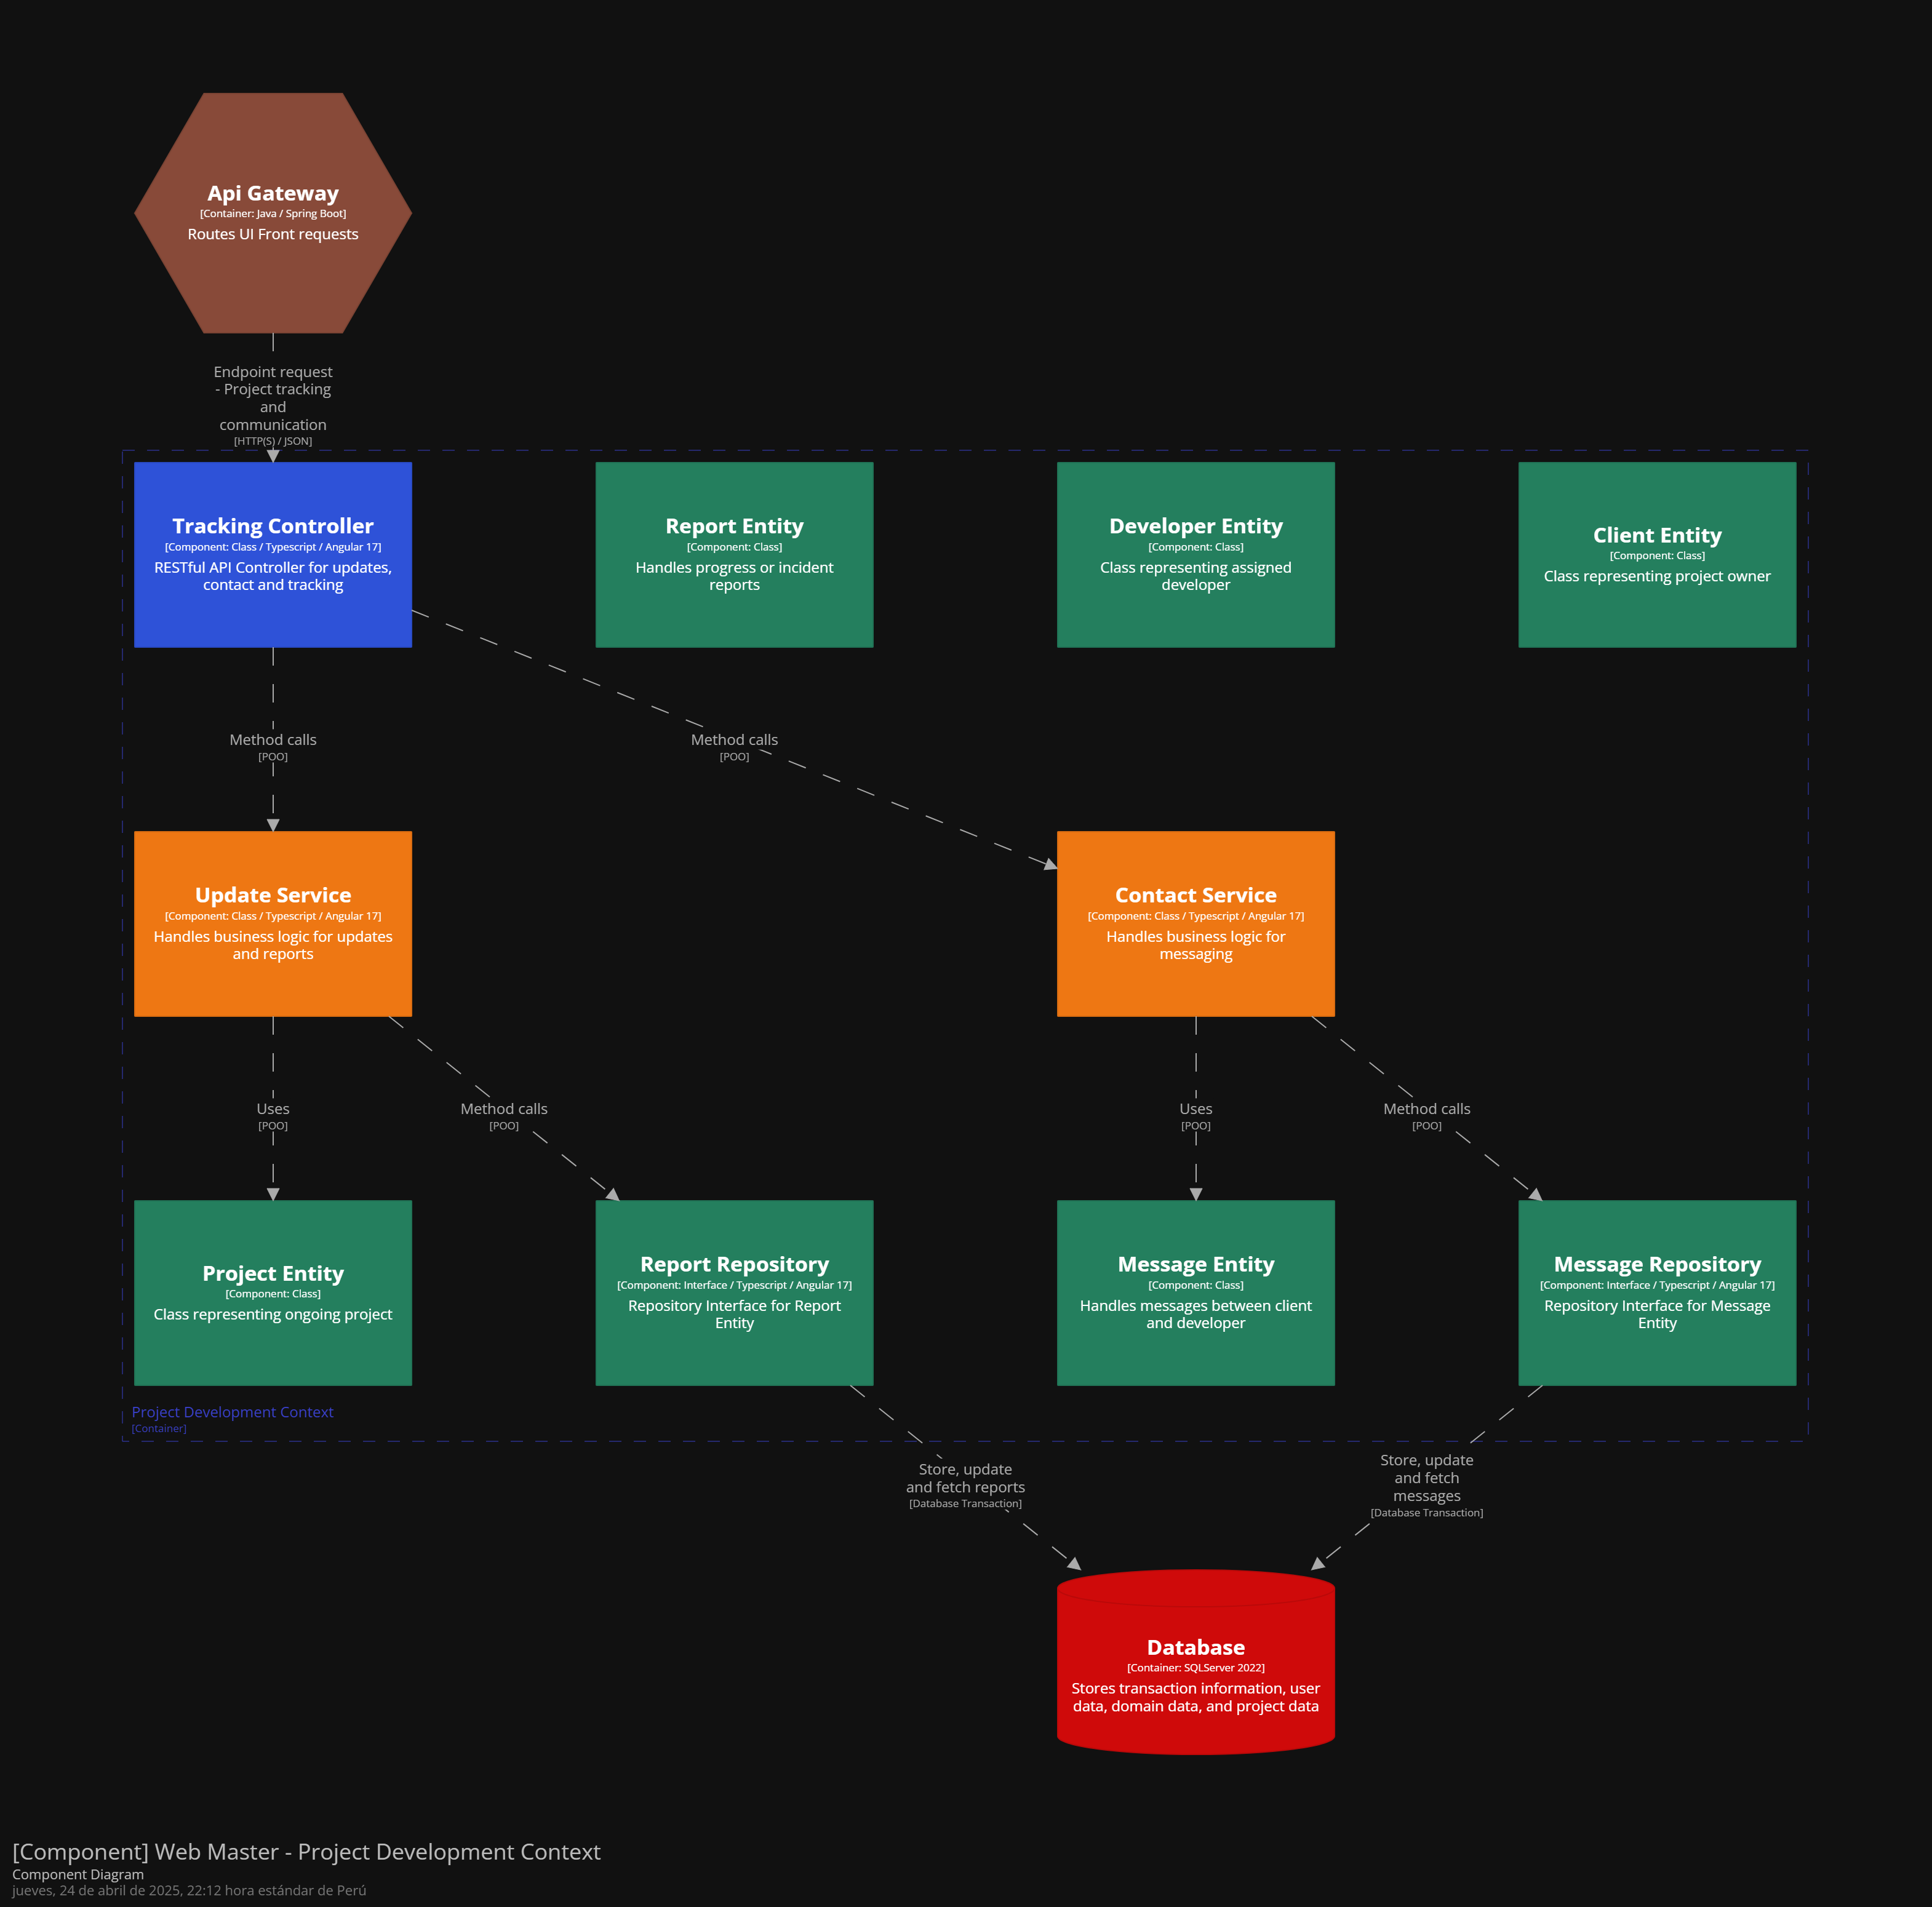 Api Gateway
[Container: Java / Spring Boot]
Routes UI Front requests
Endpoint request
- Project tracking
and
communication
[HTTP(S) / JSON]
Tracking Controller
[Component: Class / Typescript / Angular 17]
RESTful API Controller for updates,
contact and tracking
Report Entity
[Component: Class]
Handles progress or incident
reports
Developer Entity
[Component: Class]
Class representing assigned
developer
Client Entity
[Component: Class]
Class representing project owner
Method calls
[POO]
Method calls
[POO]
Update Service
[Component: Class / Typescript / Angular 17]
Handles business logic for updates
and reports
Contact Service
[Component: Class / Typescript / Angular 17]
Handles business logic for
messaging
Uses
[POO]
Method calls
[POO]
Uses
[POO]
Method calls
[POO]
Project Entity
[Component: Class]
Class representing ongoing project
Report Repository
[Component: Interface / Typescript / Angular 17]
Repository Interface for Report
Entity
Message Entity
[Component: Class]
Handles messages between client
and developer
Message Repository
[Component: Interface / Typescript / Angular 17]
Repository Interface for Message
Entity
Project Development Context
[Container]
Store, update
and fetch reports
[Database Transaction]
Store, update
and fetch
messages
[Database Transaction]
Database
[Container: SQLServer 2022]
Stores transaction information, user
data, domain data, and project data
[Component] Web Master - Project Development Context
Component Diagram
jueves, 24 de abril de 2025, 22:12 hora estándar de Perú